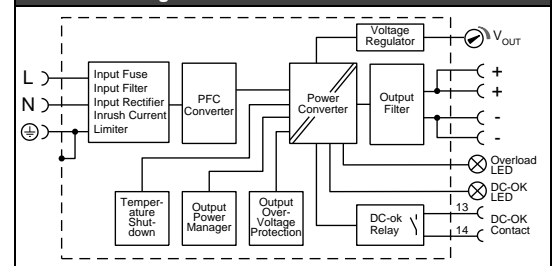 Voltage
Regulator
V OUT
L
N
Input Fuse
Input Filter
Input Rectifier
Inrush Current
Limiter
PFC
Converter
Power
Converter
Output
Filter
+
+
-
-
Overload
LED
DC-OK
LED
Temper-
ature
Shut-
down
Output
Power
Manager
Output
Over-
Voltage
Protection
DC-ok
Relay
13
14
DC-OK
Contact